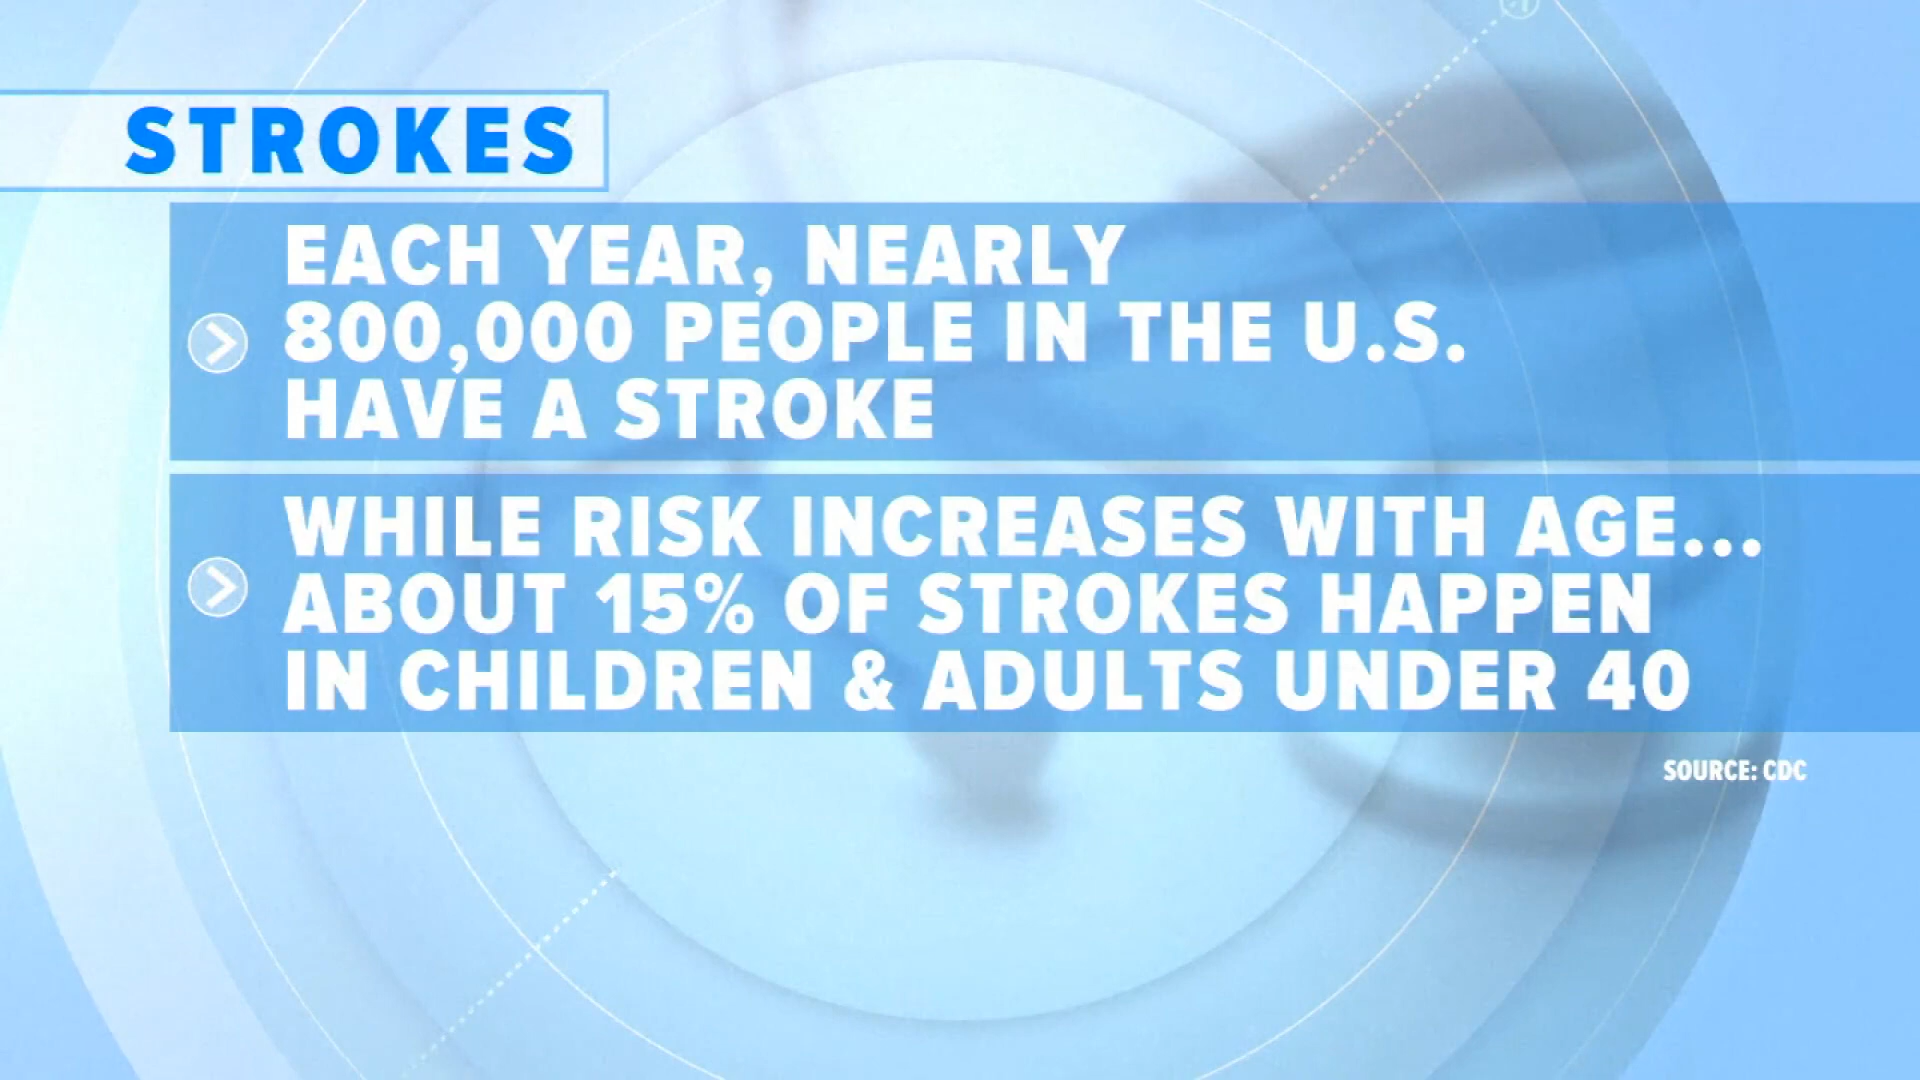 STROKES
EACH YEAR, NEARLY
800,000 PEOPLE IN THE U.S.
HAVE A STROKE
WHILE RISK INCREASES WITH AGE...
ABOUT 15% OF STROKES HAPPEN
IN CHILDREN & ADULTS UNDER 40
SOURCE: CDC